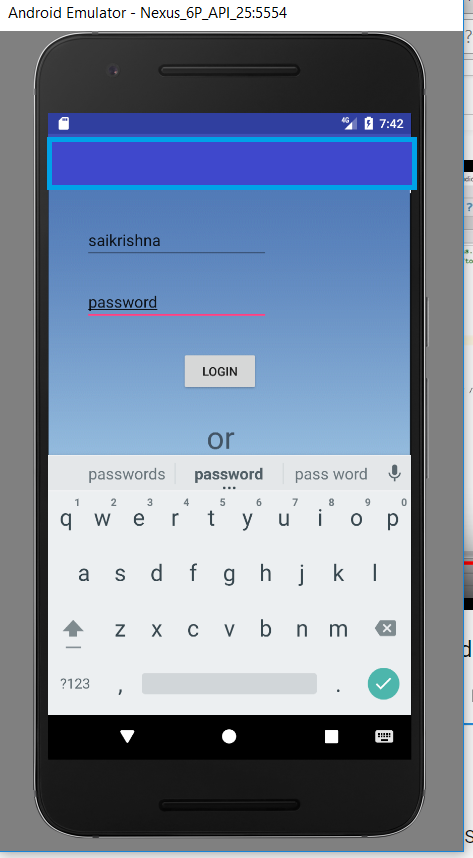 Android Emulator - Nexus_6P_API_25:5554
4G 7:42
saikrishna
password
LOGIN
or
passwords password pass word
1 2 3 4 5 6 7 8 9 0
q w e r t y u i o p
a s d f g h j k l
z x c v b n m
?123 , .